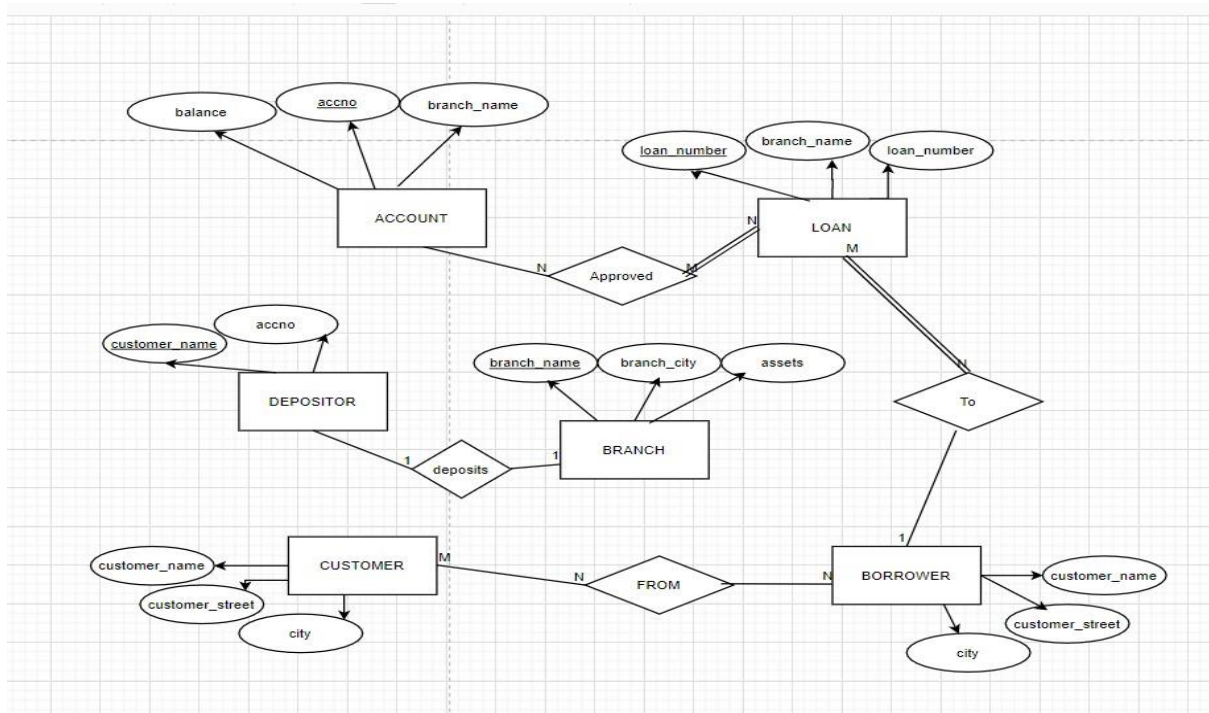 balance
accno
branch_name
loan_number
branch_name
loan_number
ACCOUNT
LOAN
N
M
N
Approved
N
M
customer_name
accno
branch_name
branch_city
assets
DEPOSITOR
N
To
BRANCH
1
deposits
1
1
CUSTOMER
M
customer_name
customer_street
city
N
FROM
N
BORROWER
customer_name
customer_street
city